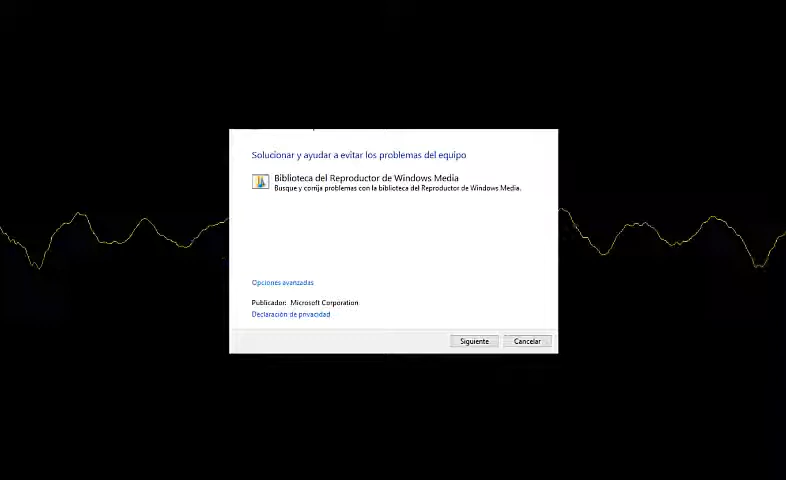 Solucionar y ayudar a evitar los problemas del equipo
Biblioteca del Reproductor de Windows Media
Busque y corrija problemas con la biblioteca del Reproductor de Windows Media.
Opciones avanzadas
Publicador: Microsoft Corporation
Declaración de privacidad
Siguiente
Cancelar